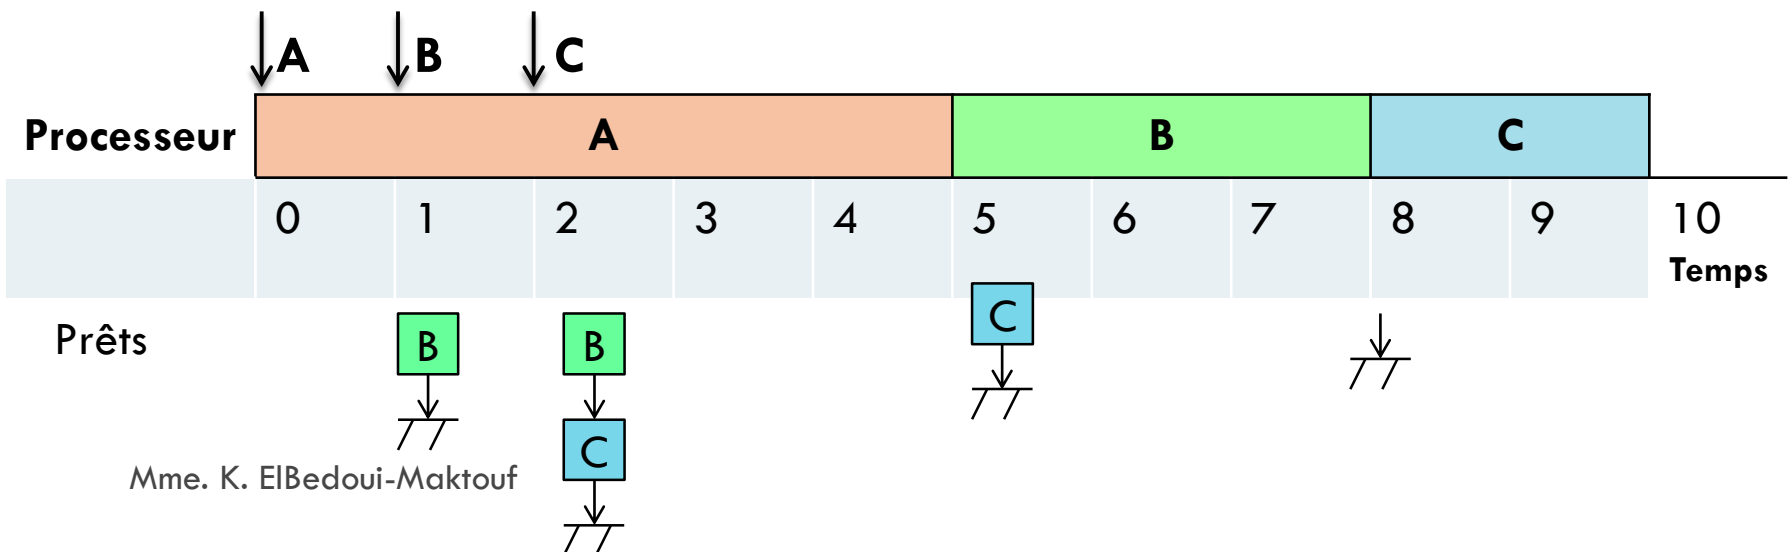 A B C
Processeur A B C
0 1 2 3 4 5 6 7 8 9 10
Temps
Prêts B B C
C
Mme. K. ElBedoui-Maktouf